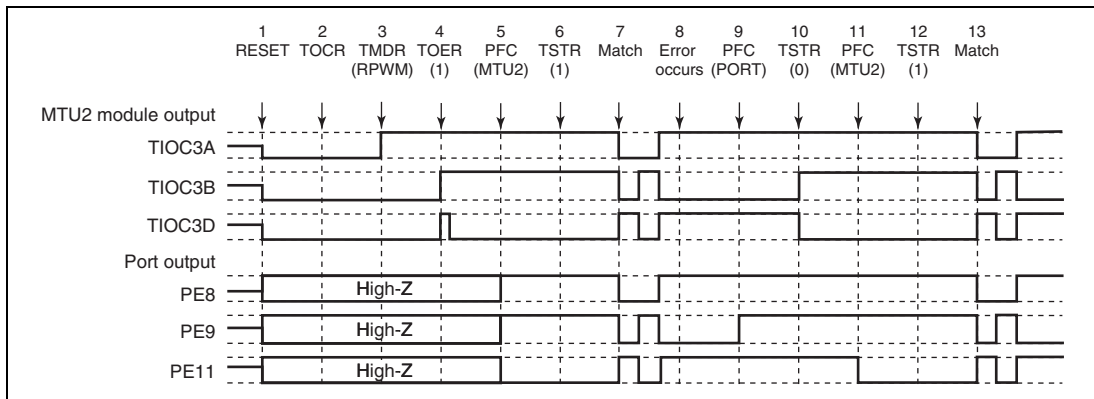 1 2 3 4 5 6 7 8 9 10 11 12 13
RESET TOCR TMDR TOER PFC TSTR Match Error PFC TSTR PFC TSTR Match
(RPWM) (1) (MTU2) (1) occurs (PORT) (0) (MTU2) (1)
MTU2 module output
TIOC3A
TIOC3B
TIOC3D
Port output
PE8 High-Z
PE9 High-Z
PE11 High-Z